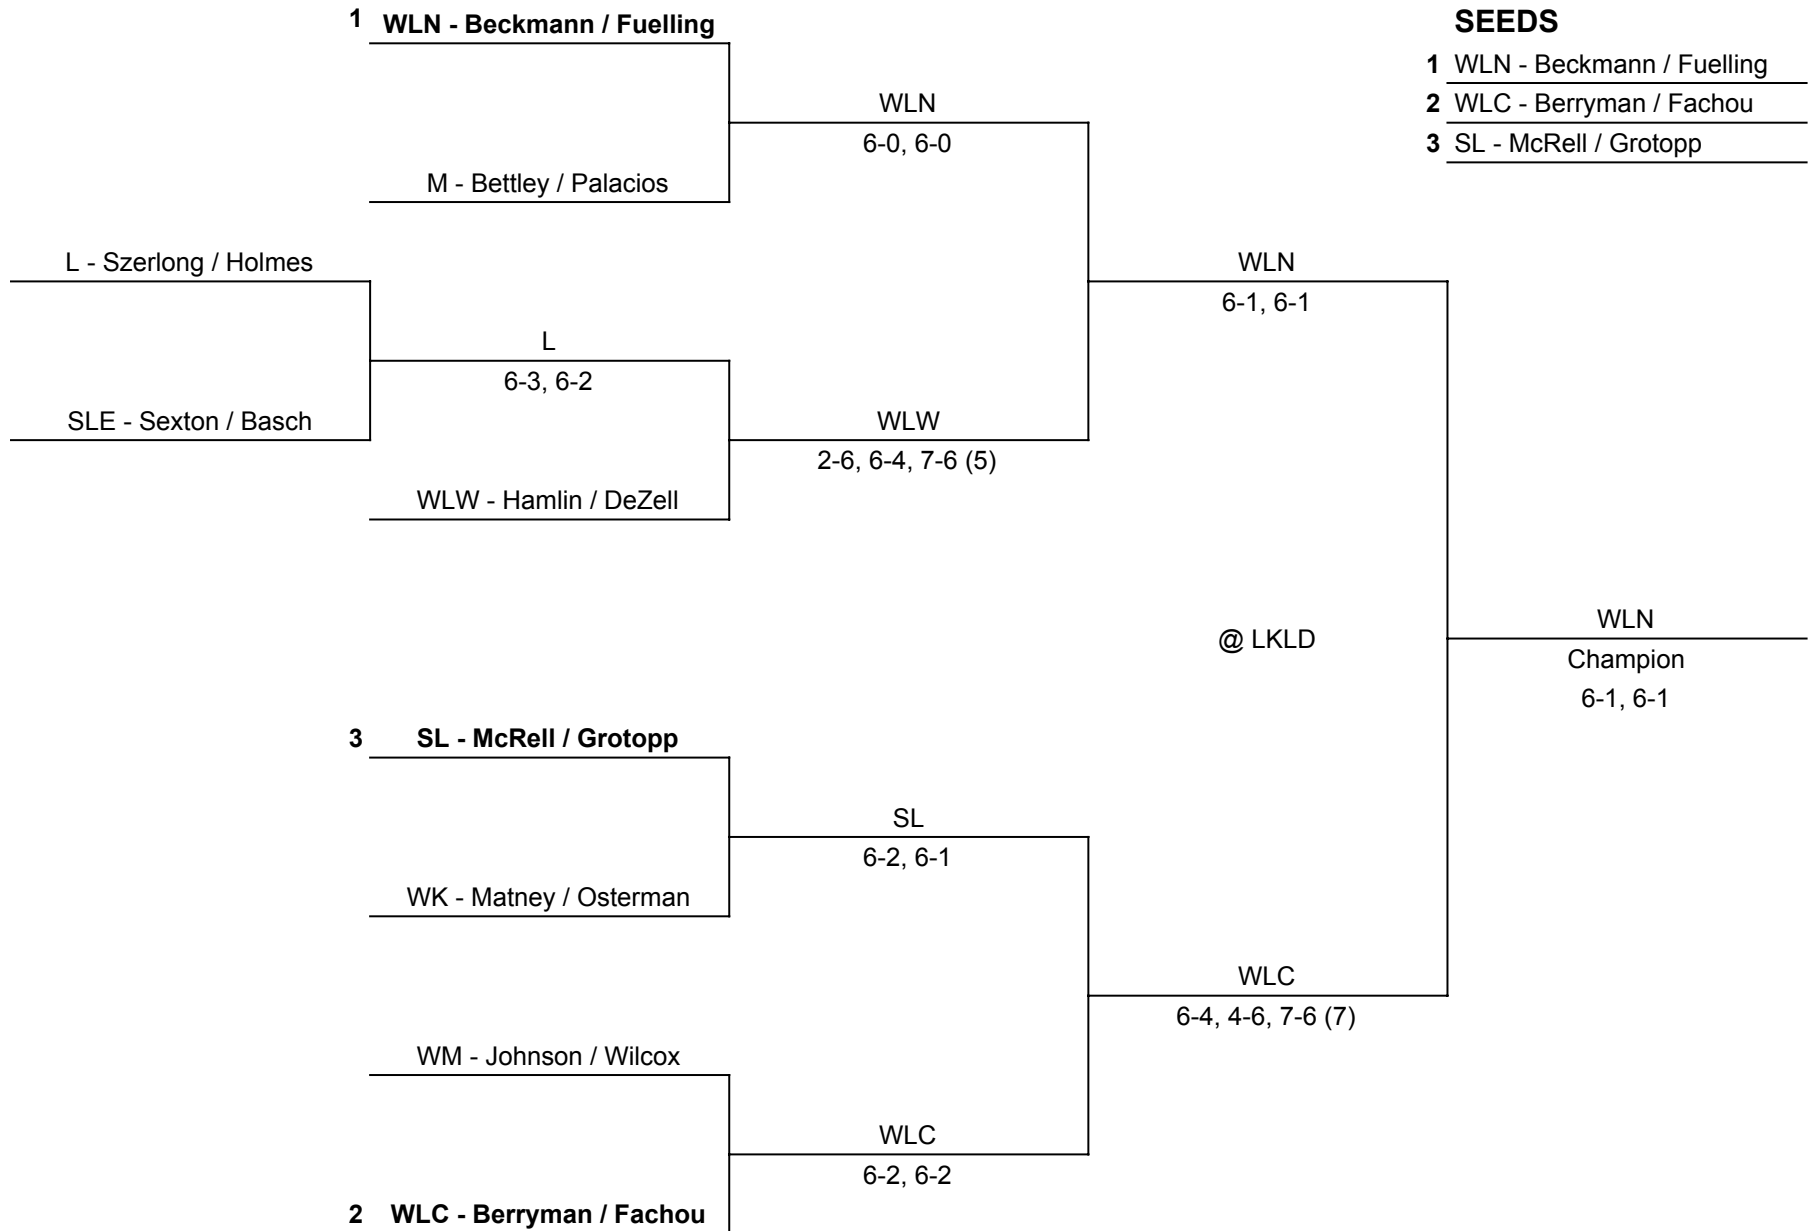 1 WLN - Beckmann / Fuelling
SEEDS
1 WLN - Beckmann / Fuelling
2 WLC - Berryman / Fachou
3 SL - McRell / Grotopp
WLN
6-0, 6-0
M - Bettley / Palacios
L - Szerlong / Holmes
WLN
6-1, 6-1
L
6-3, 6-2
SLE - Sexton / Basch
WLW
2-6, 6-4, 7-6 (5)
WLW - Hamlin / DeZell
@ LKLD
WLN
Champion
6-1, 6-1
3 SL - McRell / Grotopp
SL
6-2, 6-1
WK - Matney / Osterman
WLC
6-4, 4-6, 7-6 (7)
WM - Johnson / Wilcox
WLC
6-2, 6-2
2 WLC - Berryman / Fachou